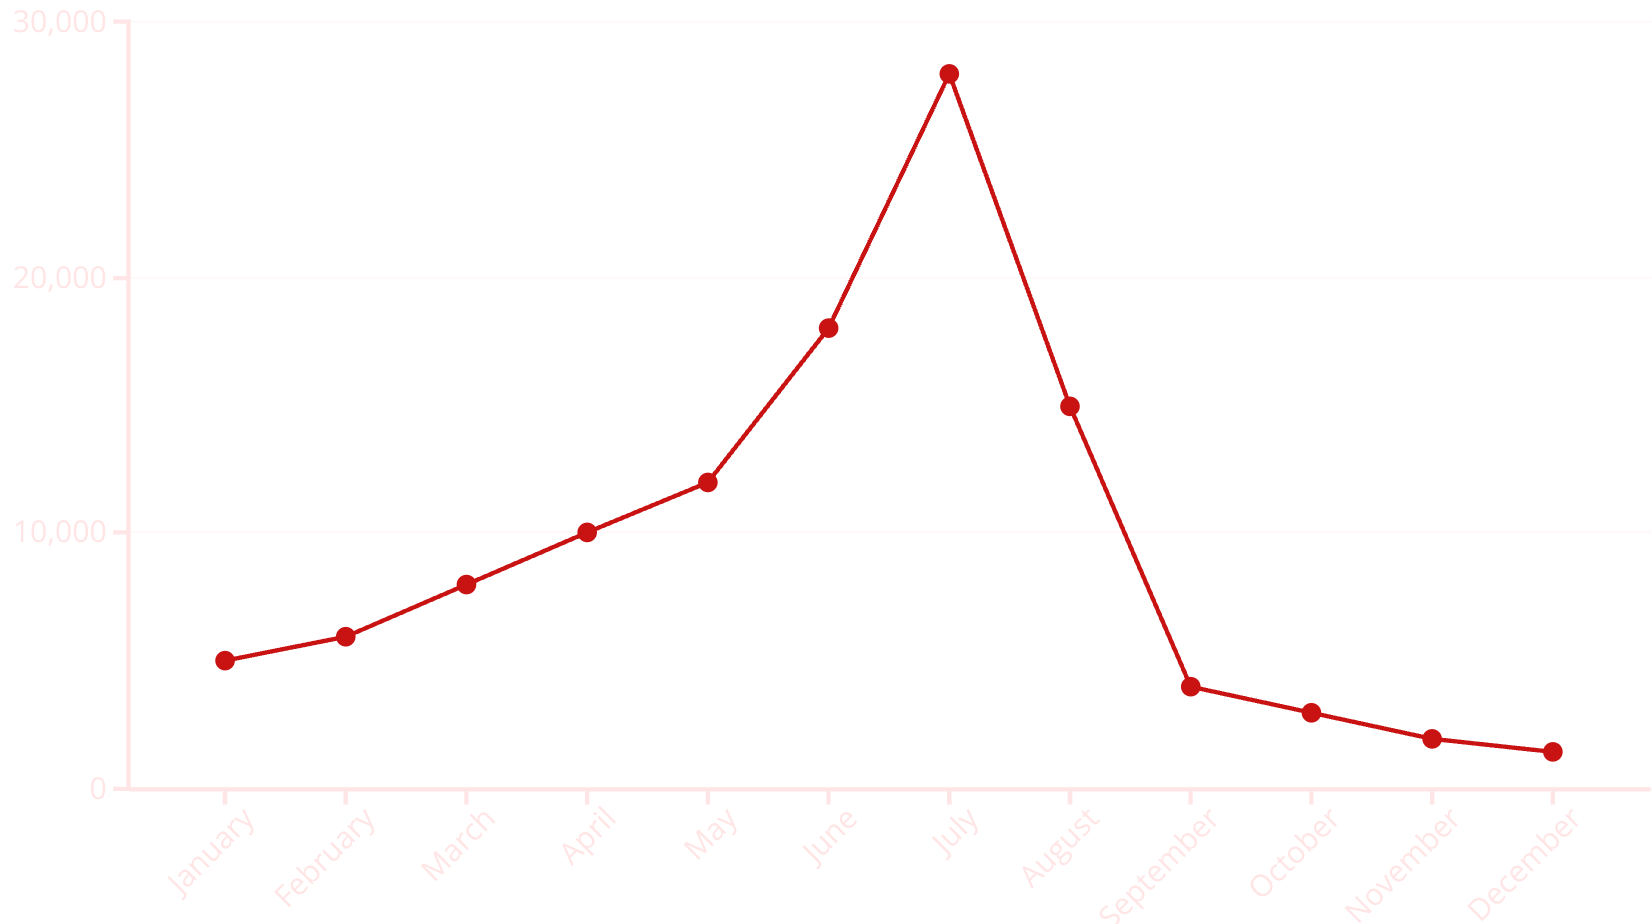 30,000
20,000
10,000
0
January
February
March
April
May
June
July
August
September
October
November
December